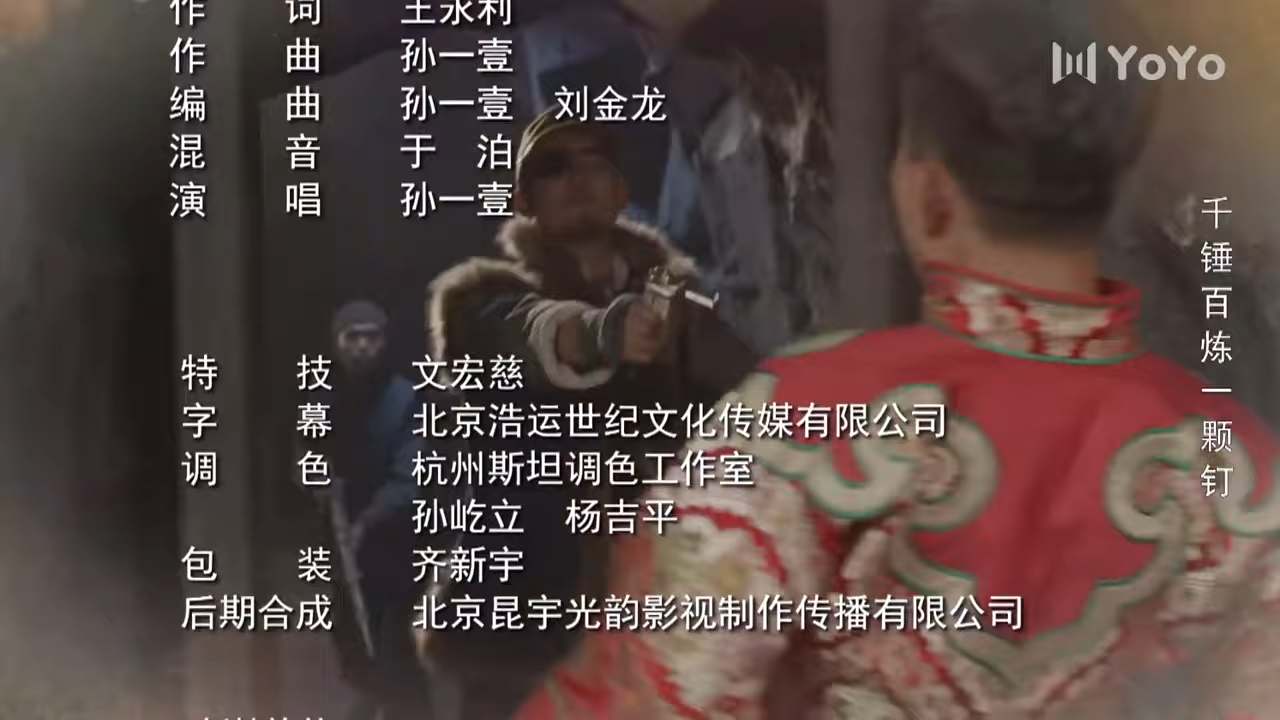 作 词 王永利
作 曲 孙一壹
编 曲 孙一壹 刘金龙
混 音 于 泊
演 唱 孙一壹
特 技 文宏慈
字 幕 北京浩运世纪文化传媒有限公司
调 色 杭州斯坦调色工作室
孙屹立 杨吉平
包 装 齐新宇
后期合成 北京昆宇光韵影视制作传播有限公司
YoYo
千锤百炼一颗钉